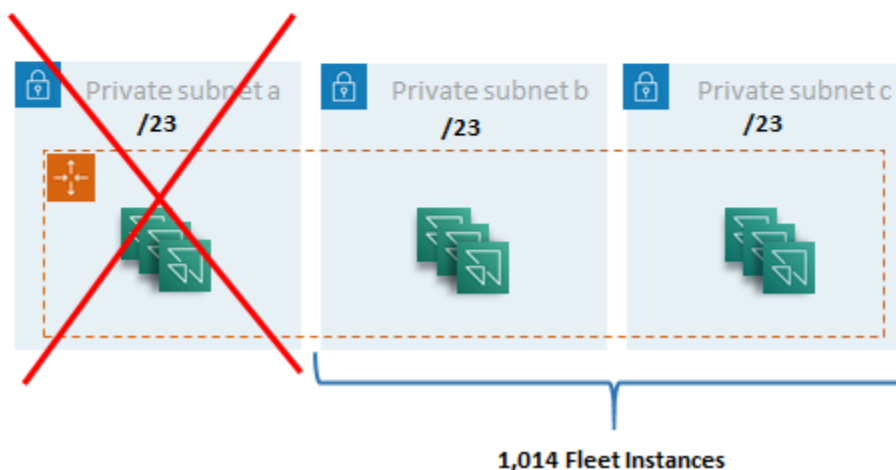 Private subnet a
/23
Private subnet b
/23
Private subnet c
/23
1,014 Fleet Instances